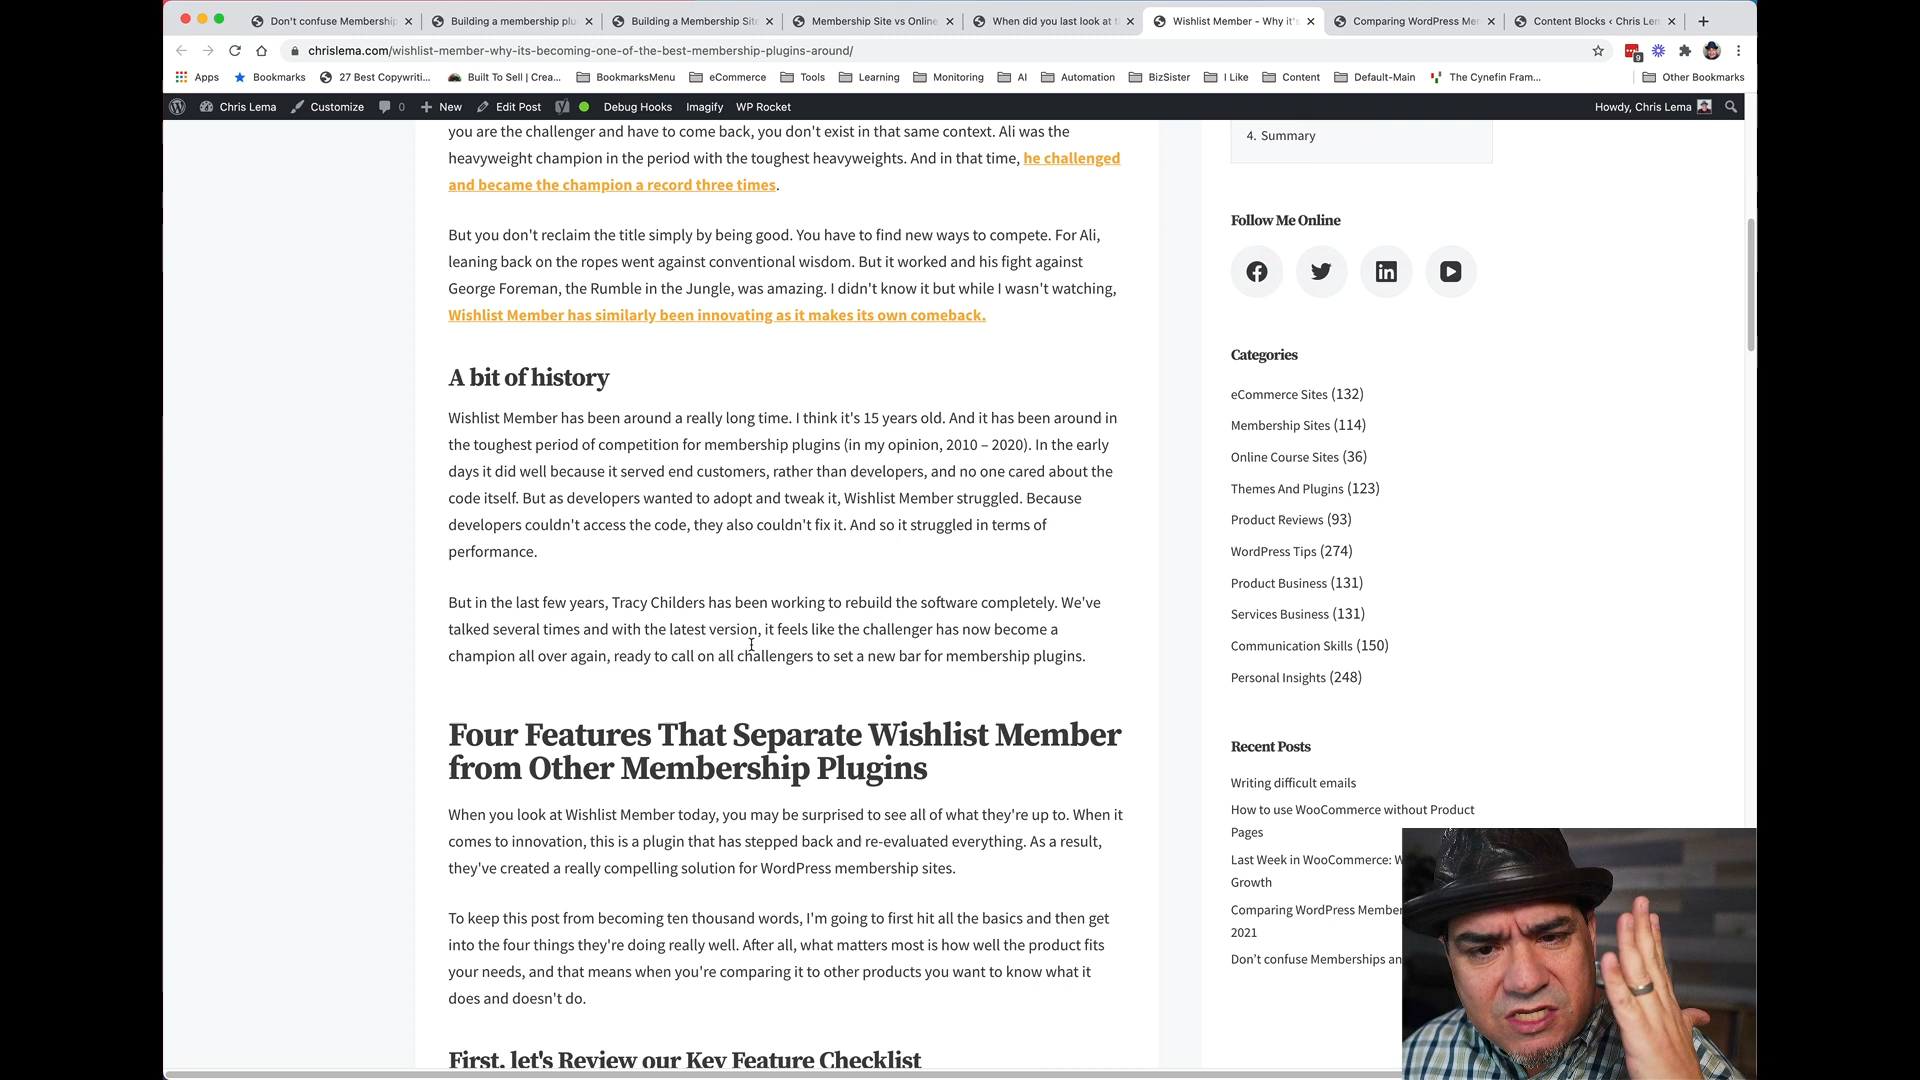 Don't confuse Membership
Building a membership plu
Building a Membership Site
Membership Site vs Online
When did you last look at t
Wishlist Member - Why it's
Comparing WordPress Mem
Content Blocks ‹ Chris Lem
chrislema.com/wishlist-member-why-its-becoming-one-of-the-best-membership-plugins-around/
Apps
Bookmarks
27 Best Copywriti...
Built To Sell | Crea...
BookmarksMenu
eCommerce
Tools
Learning
Monitoring
AI
Automation
BizSister
I Like
Content
Default-Main
The Cynefin Fram...
Other Bookmarks
Chris Lema
Customize
0
New
Edit Post
Debug Hooks
Imagify
WP Rocket
Howdy, Chris Lema
you are the challenger and have to come back, you don't exist in that same context. Ali was the
heavyweight champion in the period with the toughest heavyweights. And in that time, he challenged
and became the champion a record three times.
But you don't reclaim the title simply by being good. You have to find new ways to compete. For Ali,
leaning back on the ropes went against conventional wisdom. But it worked and his fight against
George Foreman, the Rumble in the Jungle, was amazing. I didn't know it but while I wasn't watching,
Wishlist Member has similarly been innovating as it makes its own comeback.
A bit of history
Wishlist Member has been around a really long time. I think it's 15 years old. And it has been around in
the toughest period of competition for membership plugins (in my opinion, 2010 – 2020). In the early
days it did well because it served end customers, rather than developers, and no one cared about the
code itself. But as developers wanted to adopt and tweak it, Wishlist Member struggled. Because
developers couldn't access the code, they also couldn't fix it. And so it struggled in terms of
performance.
But in the last few years, Tracy Childers has been working to rebuild the software completely. We've
talked several times and with the latest version, it feels like the challenger has now become a
champion all over again, ready to call on all challengers to set a new bar for membership plugins.
Four Features That Separate Wishlist Member
from Other Membership Plugins
When you look at Wishlist Member today, you may be surprised to see all of what they're up to. When it
comes to innovation, this is a plugin that has stepped back and re-evaluated everything. As a result,
they've created a really compelling solution for WordPress membership sites.
To keep this post from becoming ten thousand words, I'm going to first hit all the basics and then get
into the four things they're doing really well. After all, what matters most is how well the product fits
your needs, and that means when you're comparing it to other products you want to know what it
does and doesn't do.
First, let's Review our Key Feature Checklist
4. Summary
Follow Me Online
Categories
eCommerce Sites (132)
Membership Sites (114)
Online Course Sites (36)
Themes And Plugins (123)
Product Reviews (93)
WordPress Tips (274)
Product Business (131)
Services Business (131)
Communication Skills (150)
Personal Insights (248)
Recent Posts
Writing difficult emails
How to use WooCommerce without Product
Pages
Last Week in WooCommerce: W
Growth
Comparing WordPress Member
2021
Don't confuse Memberships an